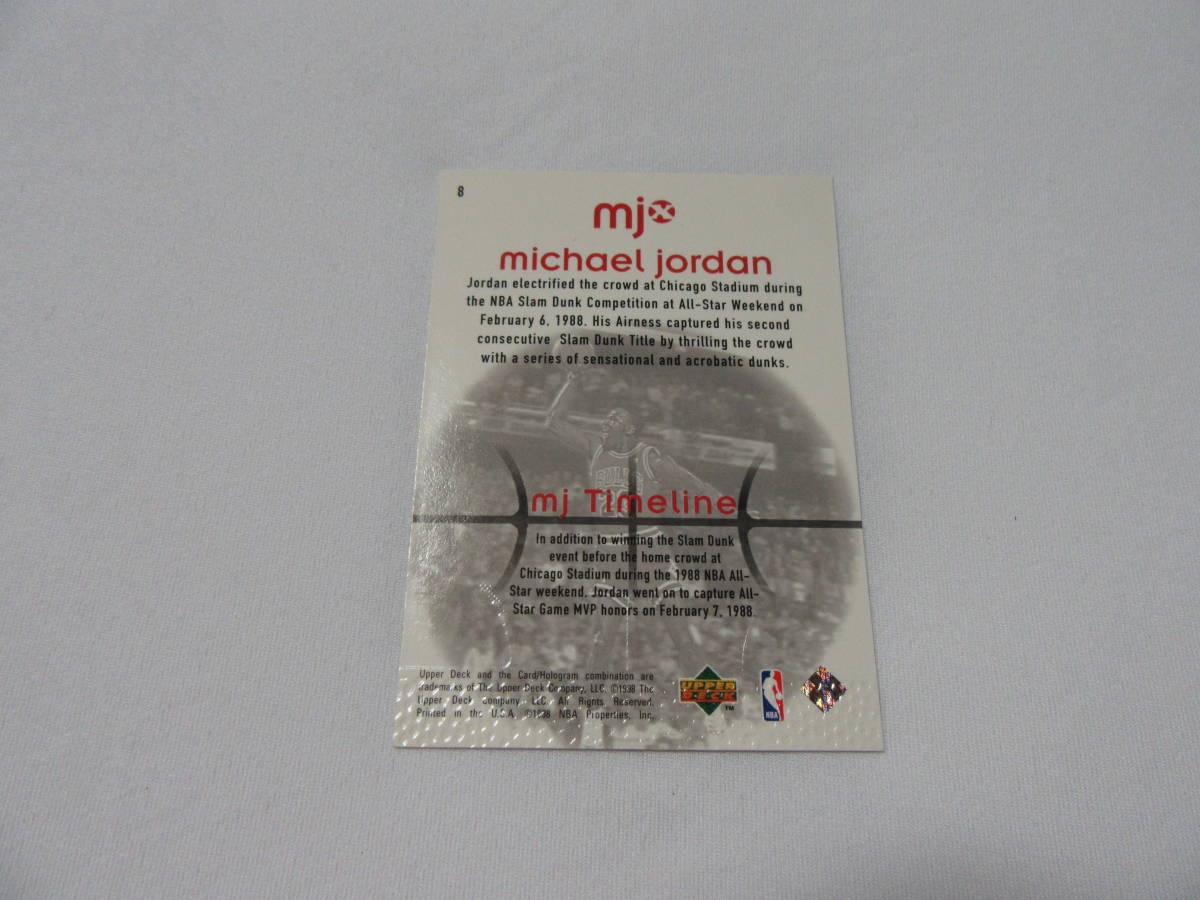 8
mjx
michael jordan
Jordan electrified the crowd at Chicago Stadium during
the NBA Slam Dunk Competition at All-Star Weekend on
February 6, 1988. His Airness captured his second
consecutive Slam Dunk Title by thrilling the crowd
with a series of sensational and acrobatic dunks.
BULLS
23
mj Timeline
In addition to winning the Slam Dunk
event before the home crowd at
Chicago Stadium during the 1988 NBA All-
Star weekend. Jordan went on to capture All-
Star Game MVP honors on February 7, 1988.
Upper Deck and the Card/Hologram combination are
trademarks of The Upper Deck Company, LLC. ©1998 The
Upper Deck Company LLC. All Rights Reserved.
Printed in the U.S.A. ©1998 NBA Properties, Inc.
UPPER
DECK
TM
NBA